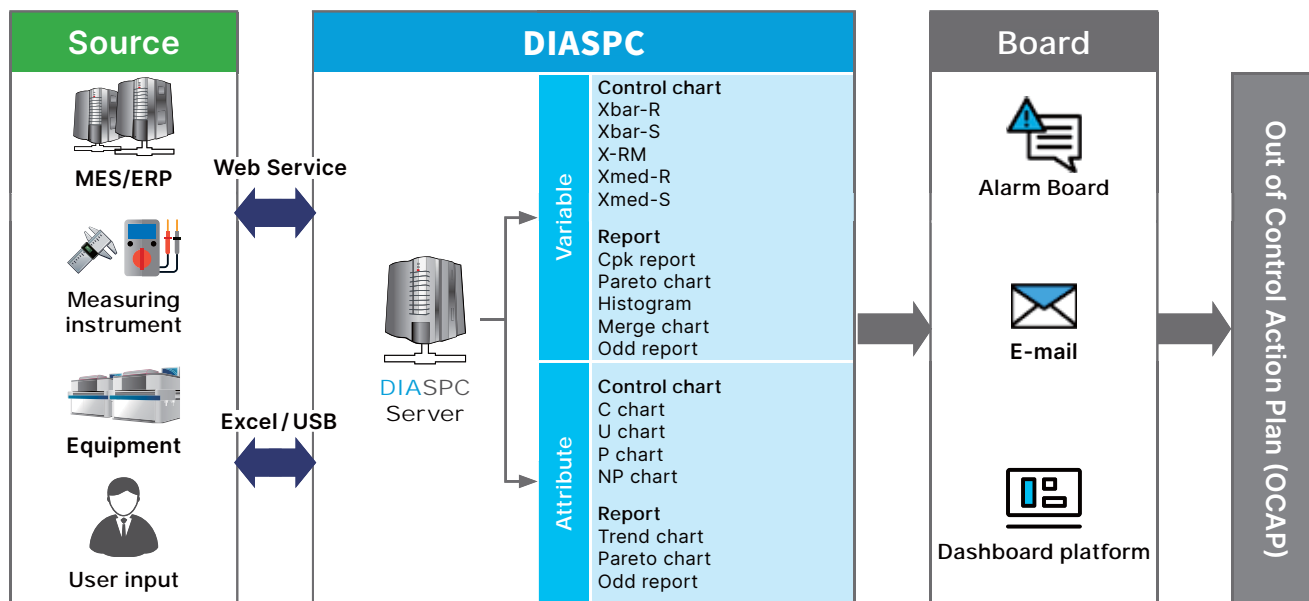 Source
MES/ERP
Measuring
instrument
Equipment
User input
Web Service
Excel / USB
DIASPC
DIASPC
Server
Variable
Control chart
Xbar-R
Xbar-S
X-RM
Xmed-R
Xmed-S
Report
Cpk report
Pareto chart
Histogram
Merge chart
Odd report
Attribute
Control chart
C chart
U chart
P chart
NP chart
Report
Trend chart
Pareto chart
Odd report
Board
Alarm Board
E-mail
Dashboard platform
Out of Control Action Plan (OCAP)